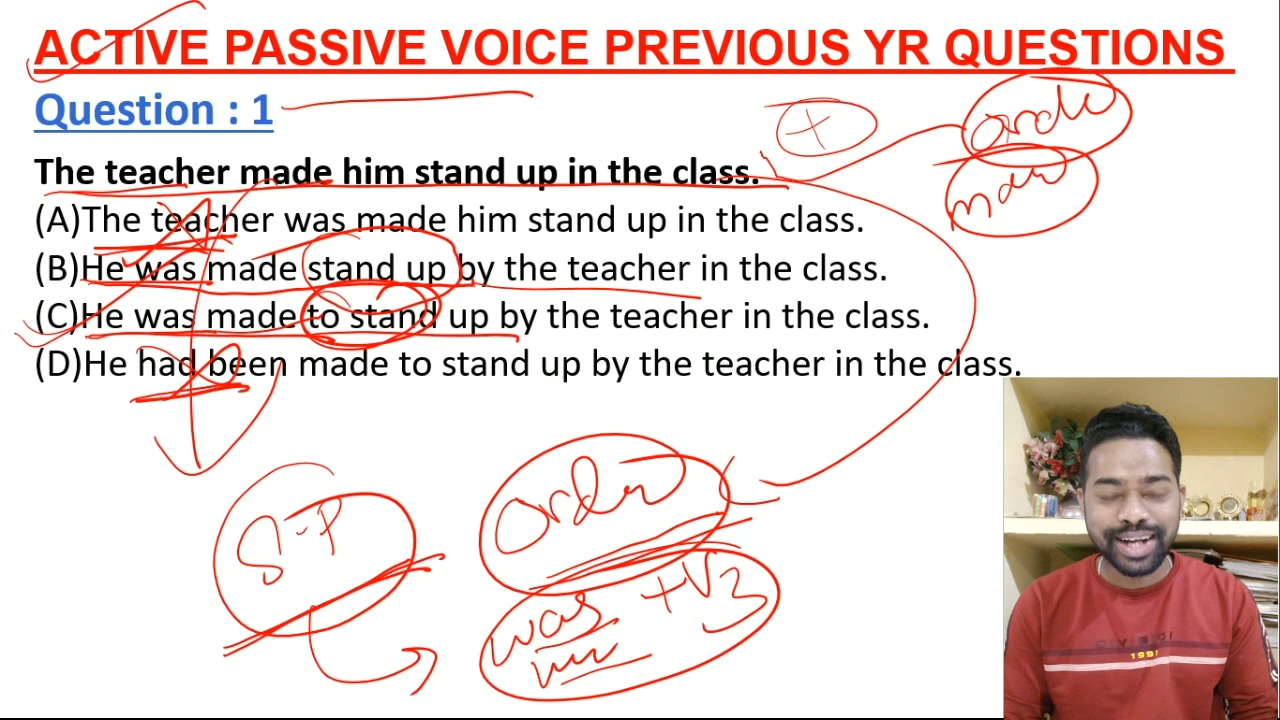 ACTIVE PASSIVE VOICE PREVIOUS YR QUESTIONS
Question : 1
The teacher made him stand up in the class.
(A)The teacher was made him stand up in the class.
(B)He was made stand up by the teacher in the class.
(C)He was made to stand up by the teacher in the class.
(D)He had been made to stand up by the teacher in the class.
S-P
was +V3
1991